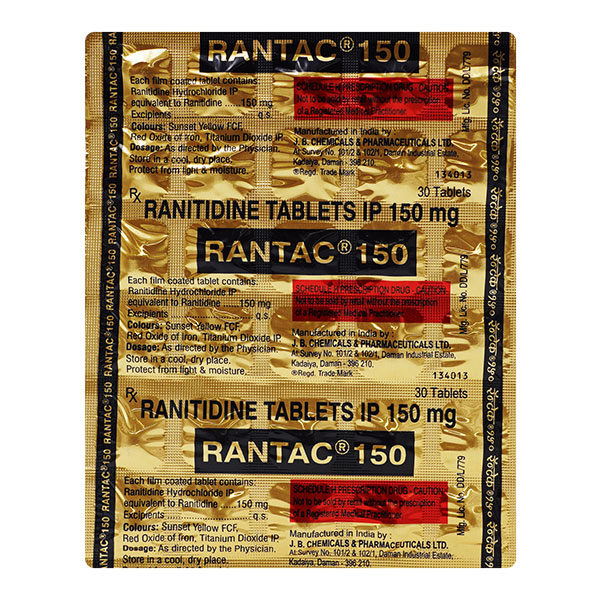 RANTAC® 150
Each film coated tablet contains:
Ranitidine Hydrochloride IP
equivalent to Ranitidine ......150 mg
Excipients q.s.
Colours: Sunset Yellow FCF,
Red Oxide of Iron, Titanium Dioxide IP
Dosage: As directed by the Physician.
Store in a cool, dry place.
Protect from light & moisture.
SCHEDULE H PRESCRIPTION DRUG - CAUTION
Not to be sold by retail without the prescription
of a Registered Medical Practitioner.
Manufactured in India by :
J. B. CHEMICALS & PHARMACEUTICALS LTD.
At Survey No. 101/2 & 102/1, Daman Industrial Estate,
Kadaiya, Daman - 396 210.
®Regd. Trade Mark
134013
Mfg. Lic. No. DD/L/779
30 Tablets
Rx
RANITIDINE TABLETS IP 150 mg
RANTAC® 150
Each film coated tablet contains:
Ranitidine Hydrochloride IP
equivalent to Ranitidine ......150 mg
Excipients q.s.
Colours: Sunset Yellow FCF,
Red Oxide of Iron, Titanium Dioxide IP
Dosage: As directed by the Physician.
Store in a cool, dry place.
Protect from light & moisture.
SCHEDULE H PRESCRIPTION DRUG - CAUTION
Not to be sold by retail without the prescription
of a Registered Medical Practitioner.
Manufactured in India by :
J. B. CHEMICALS & PHARMACEUTICALS LTD.
At Survey No. 101/2 & 102/1, Daman Industrial Estate,
Kadaiya, Daman - 396 210.
®Regd. Trade Mark
134013
Mfg. Lic. No. DD/L/779
30 Tablets
Rx
RANITIDINE TABLETS IP 150 mg
RANTAC® 150
Each film coated tablet contains:
Ranitidine Hydrochloride IP
equivalent to Ranitidine ......150 mg
Excipients q.s.
Colours: Sunset Yellow FCF,
Red Oxide of Iron, Titanium Dioxide IP
Dosage: As directed by the Physician.
Store in a cool, dry place.
SCHEDULE H PRESCRIPTION DRUG - CAUTION
Not to be sold by retail without the prescription
of a Registered Medical Practitioner.
Manufactured in India by :
J. B. CHEMICALS & PHARMACEUTICALS LTD.
At Survey No. 101/2 & 102/1, Daman Industrial Estate,
Kadaiya, Daman - 396 210.
Mfg. Lic. No. DD/L/779
RANTAC® 150 RANTAC® 150 RANTAC® 150 RANTAC® 150 RANTAC® 150 RANTAC® 150